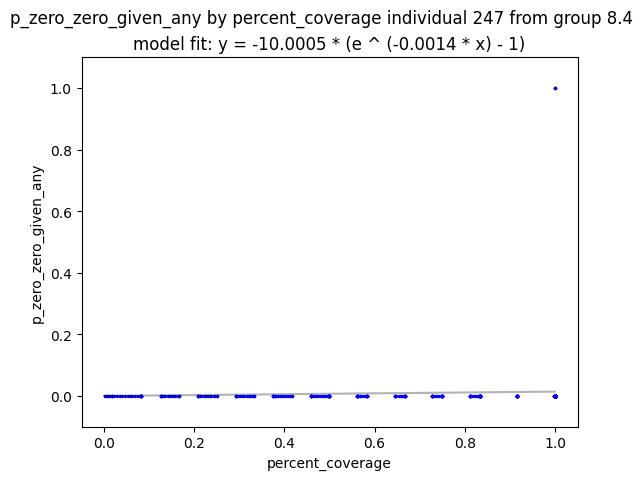 p_zero_zero_given_any by percent_coverage individual 247 from group 8.4
model fit: y = -10.0005 * (e ^ (-0.0014 * x) - 1)
1.0
0.8
0.6
0.4
0.2
0.0
p_zero_zero_given_any
0.0 0.2 0.4 0.6 0.8 1.0
percent_coverage